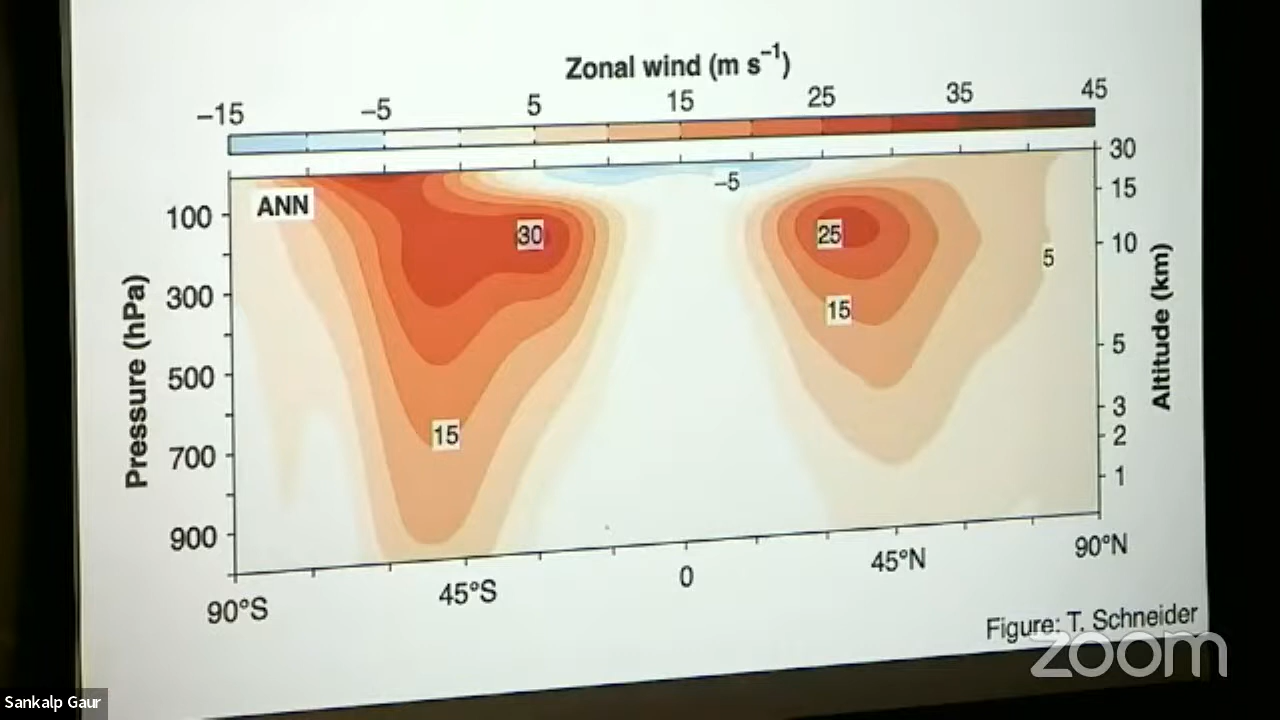 Zonal wind (m s⁻¹)
−15 −5 5 15 25 35 45
ANN
30
−5
25
15
5
15
Pressure (hPa)
100
300
500
700
900
30
15
10
5
3
2
1
Altitude (km)
90°S 45°S 0 45°N 90°N
Figure: T. Schneider
zoom
Sankalp Gaur